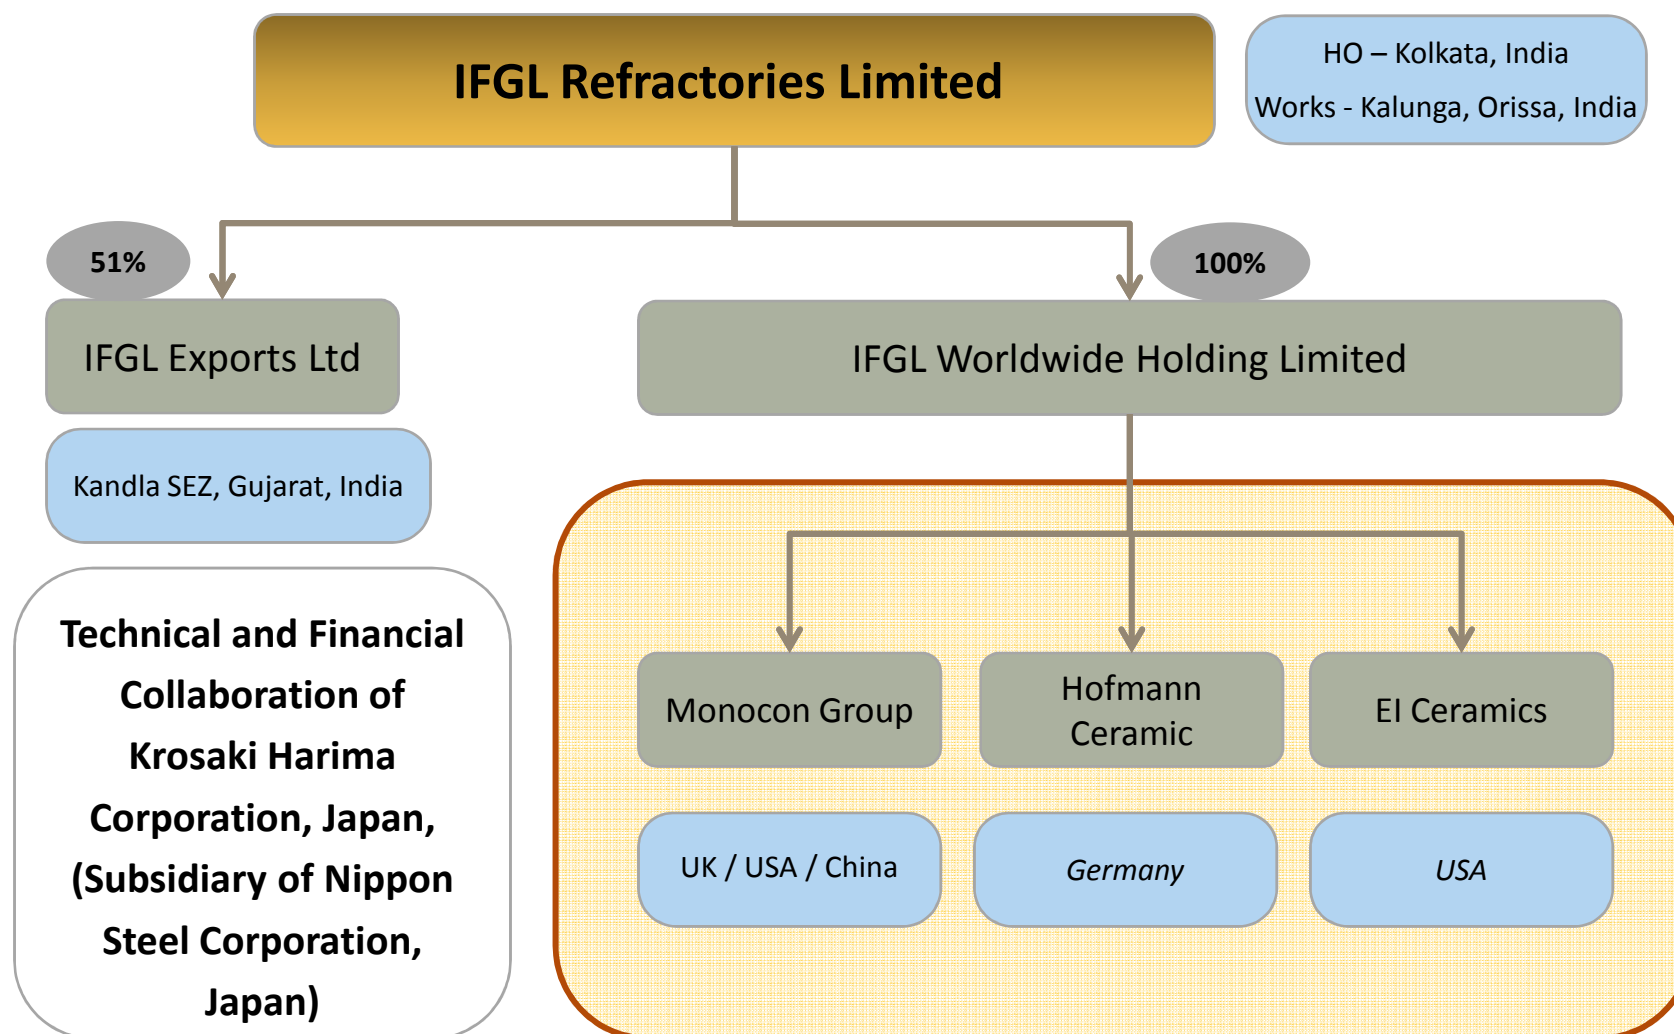 IFGL Refractories Limited
HO – Kolkata, India
Works - Kalunga, Orissa, India
51%
100%
IFGL Exports Ltd
IFGL Worldwide Holding Limited
Kandla SEZ, Gujarat, India
Technical and Financial
Collaboration of
Krosaki Harima
Corporation, Japan,
(Subsidiary of Nippon
Steel Corporation,
Japan)
Monocon Group
Hofmann
Ceramic
EI Ceramics
UK / USA / China
Germany
USA